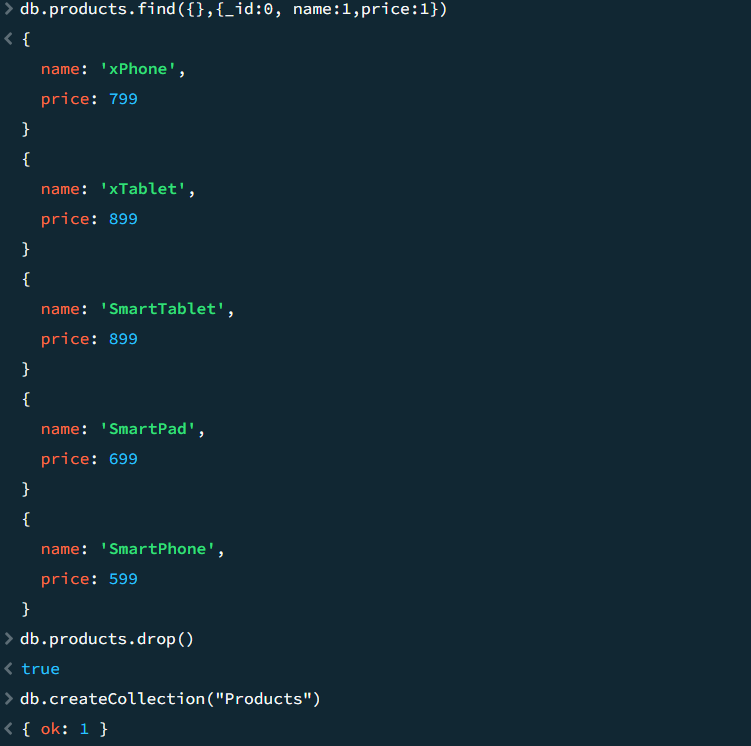 > db.products.find({},{_id:0, name:1,price:1})
< {
name: 'xPhone',
price: 799
}
{
name: 'xTablet',
price: 899
}
{
name: 'SmartTablet',
price: 899
}
{
name: 'SmartPad',
price: 699
}
{
name: 'SmartPhone',
price: 599
}
> db.products.drop()
< true
> db.createCollection("Products")
< { ok: 1 }